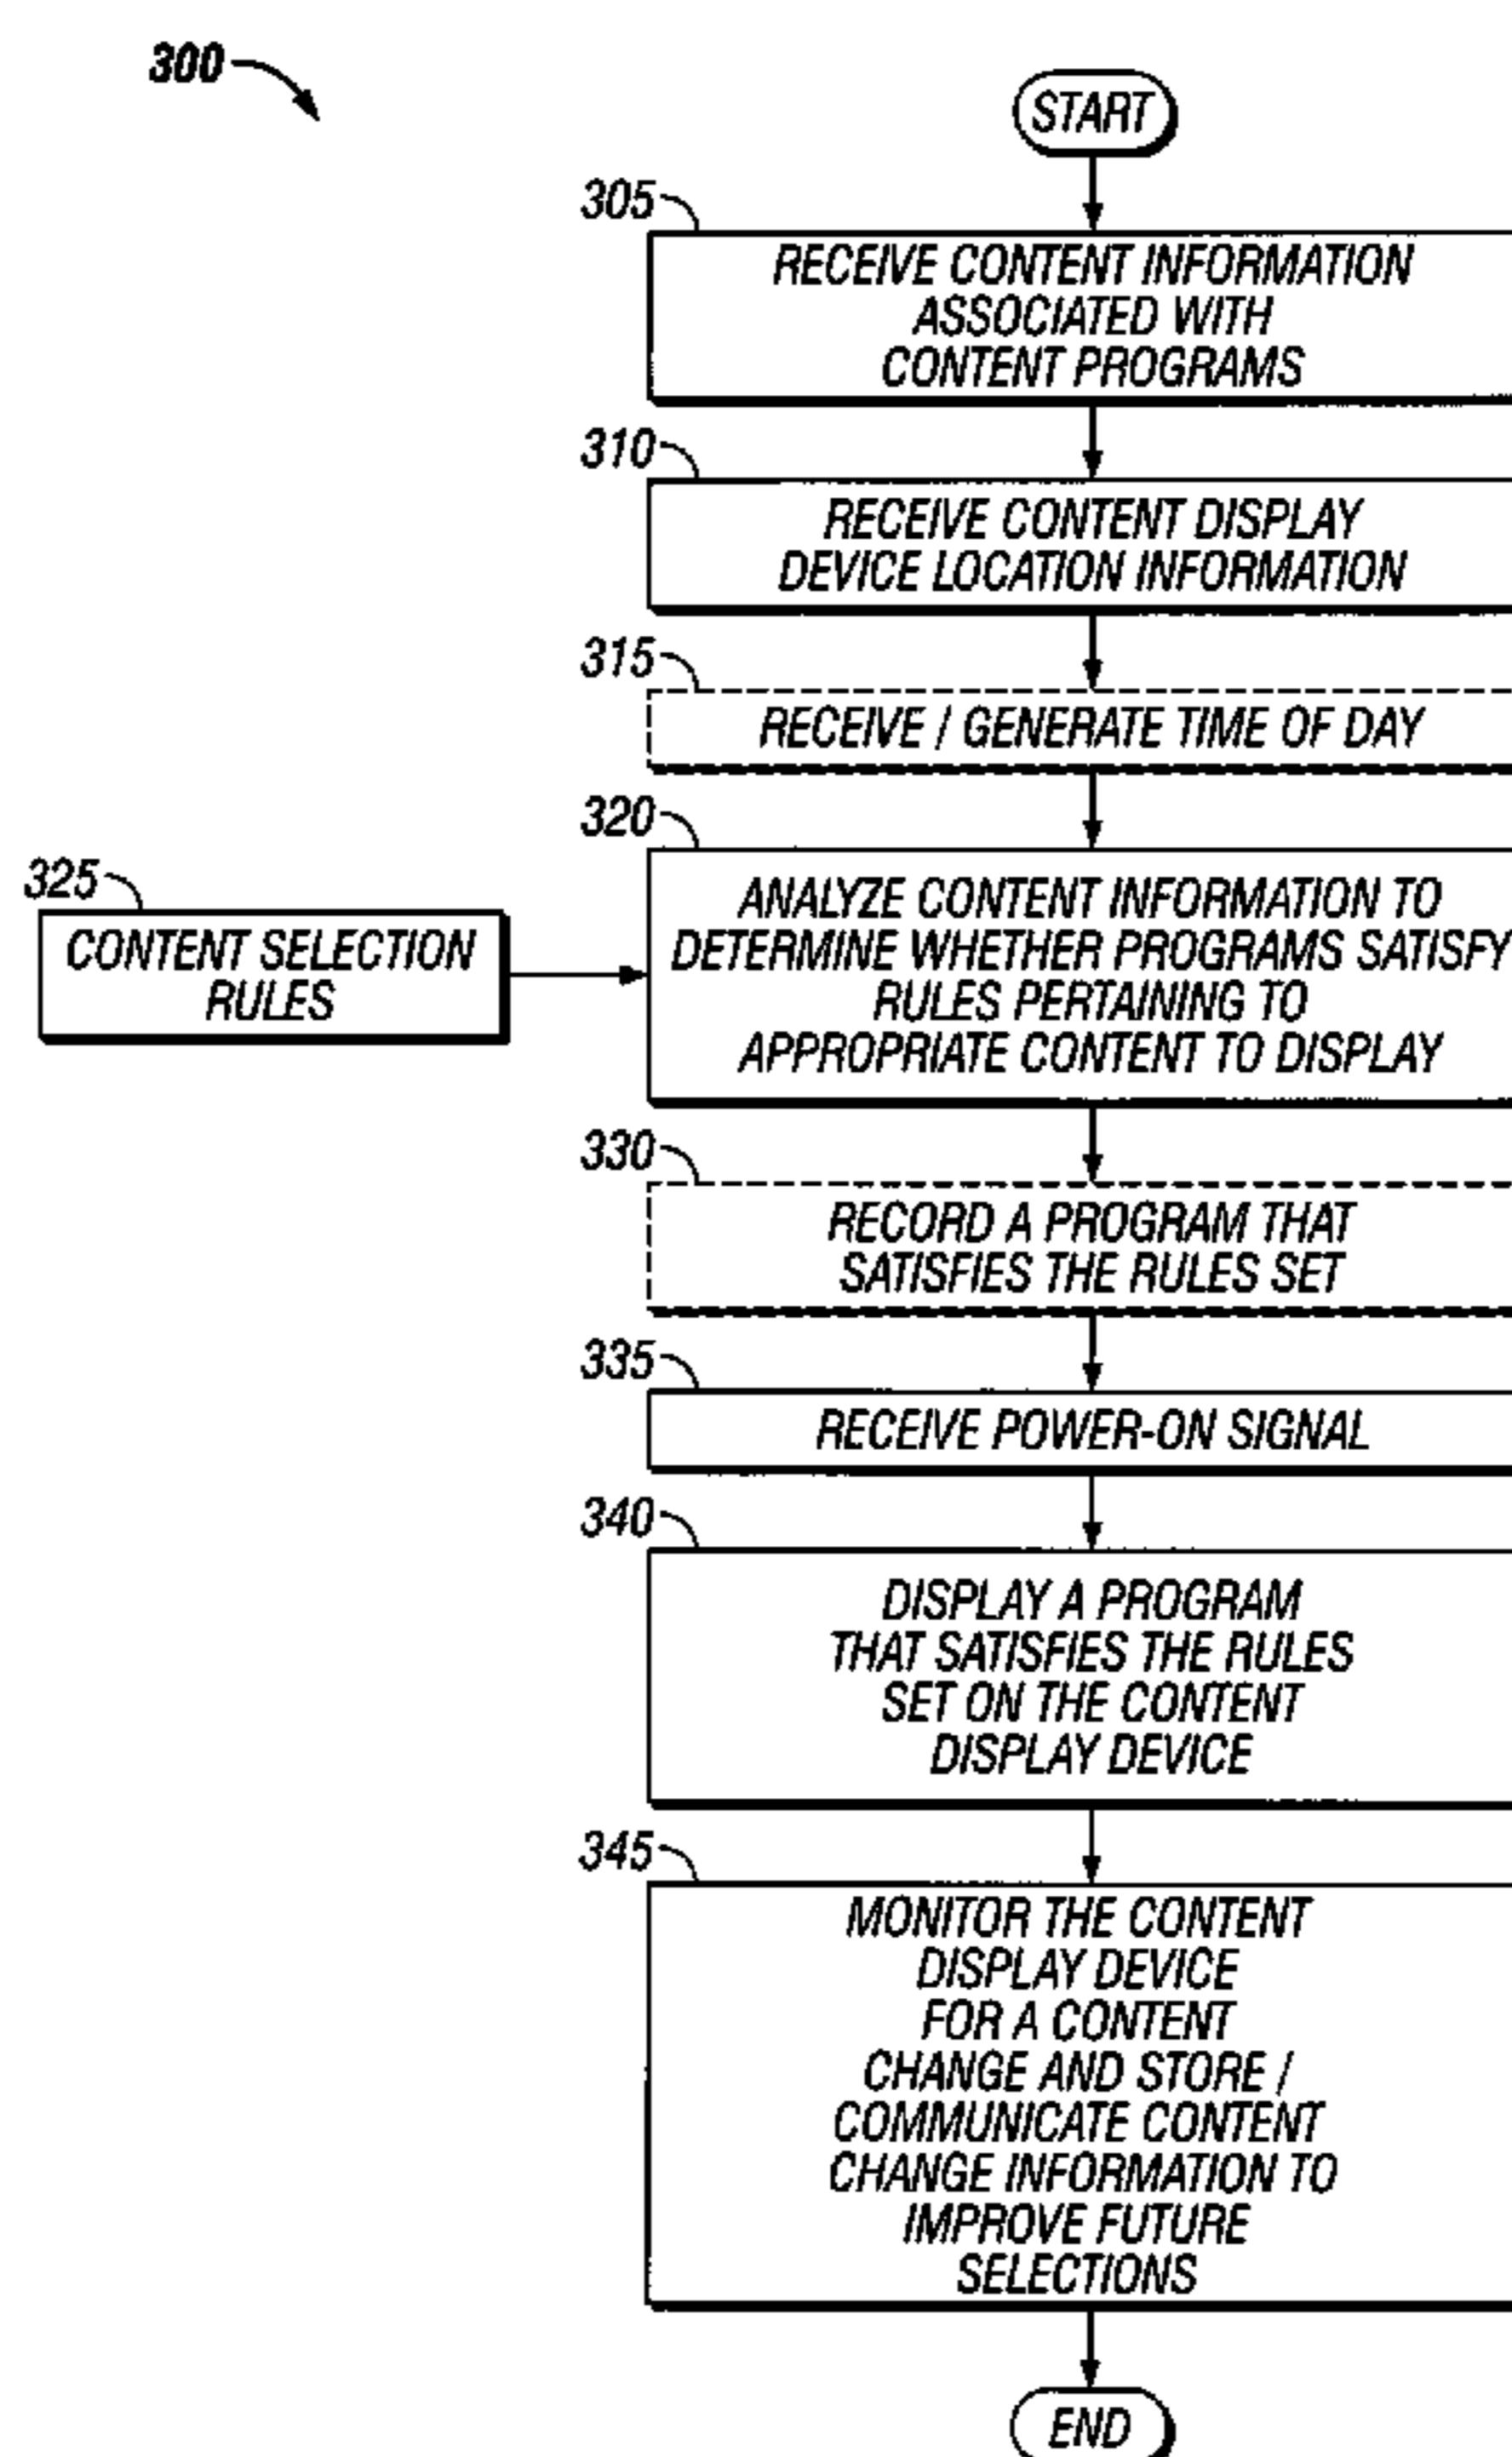 300
START
305
RECEIVE CONTENT INFORMATION
ASSOCIATED WITH
CONTENT PROGRAMS
310
RECEIVE CONTENT DISPLAY
DEVICE LOCATION INFORMATION
315
RECEIVE / GENERATE TIME OF DAY
320
ANALYZE CONTENT INFORMATION TO
DETERMINE WHETHER PROGRAMS SATISFY
RULES PERTAINING TO
APPROPRIATE CONTENT TO DISPLAY
325
CONTENT SELECTION
RULES
330
RECORD A PROGRAM THAT
SATISFIES THE RULES SET
335
RECEIVE POWER-ON SIGNAL
340
DISPLAY A PROGRAM
THAT SATISFIES THE RULES
SET ON THE CONTENT
DISPLAY DEVICE
345
MONITOR THE CONTENT
DISPLAY DEVICE
FOR A CONTENT
CHANGE AND STORE /
COMMUNICATE CONTENT
CHANGE INFORMATION TO
IMPROVE FUTURE
SELECTIONS
END